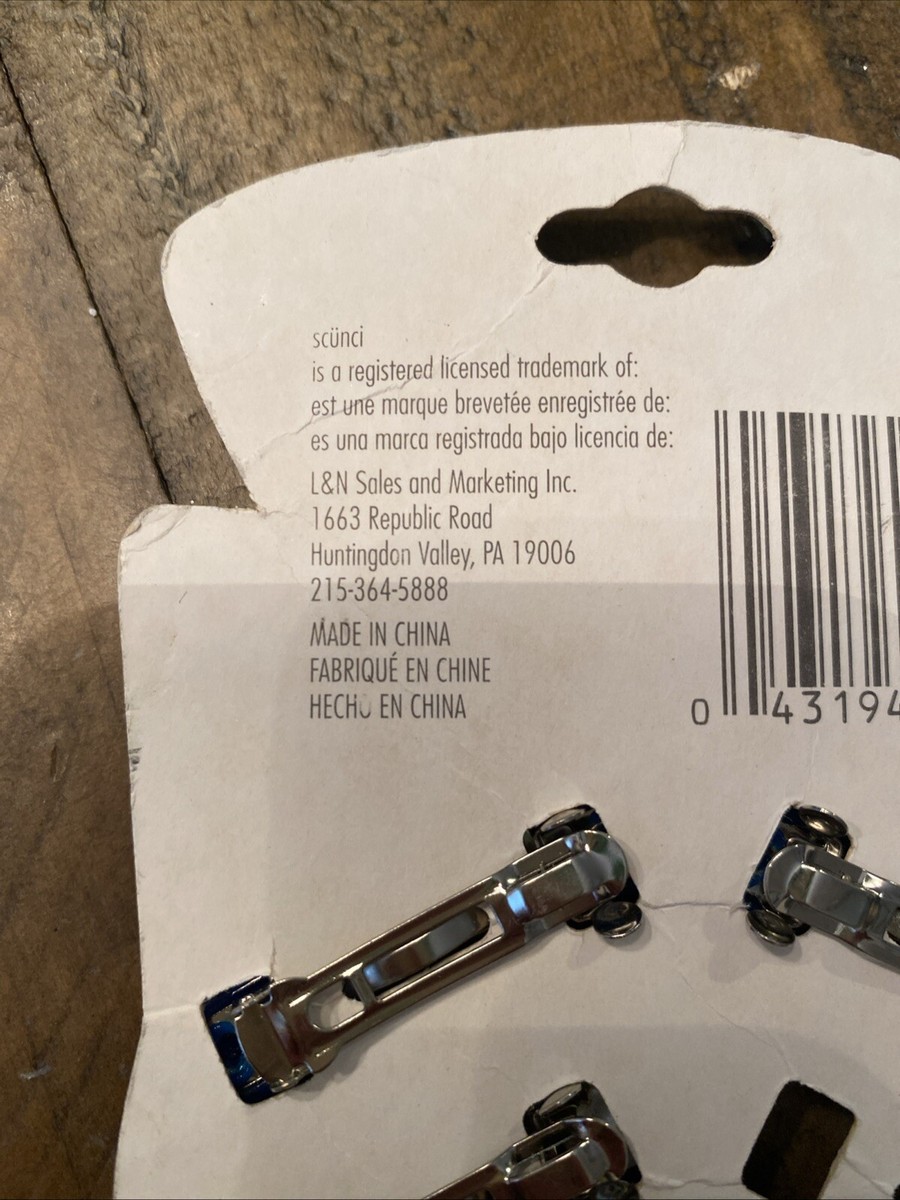 scünci
is a registered licensed trademark of:
est une marque brevetée enregistrée de:
es una marca registrada bajo licencia de:
L&N Sales and Marketing Inc.
1663 Republic Road
Huntingdon Valley, PA 19006
215-364-5888
MADE IN CHINA
FABRIQUÉ EN CHINE
HECHO EN CHINA
0 43194